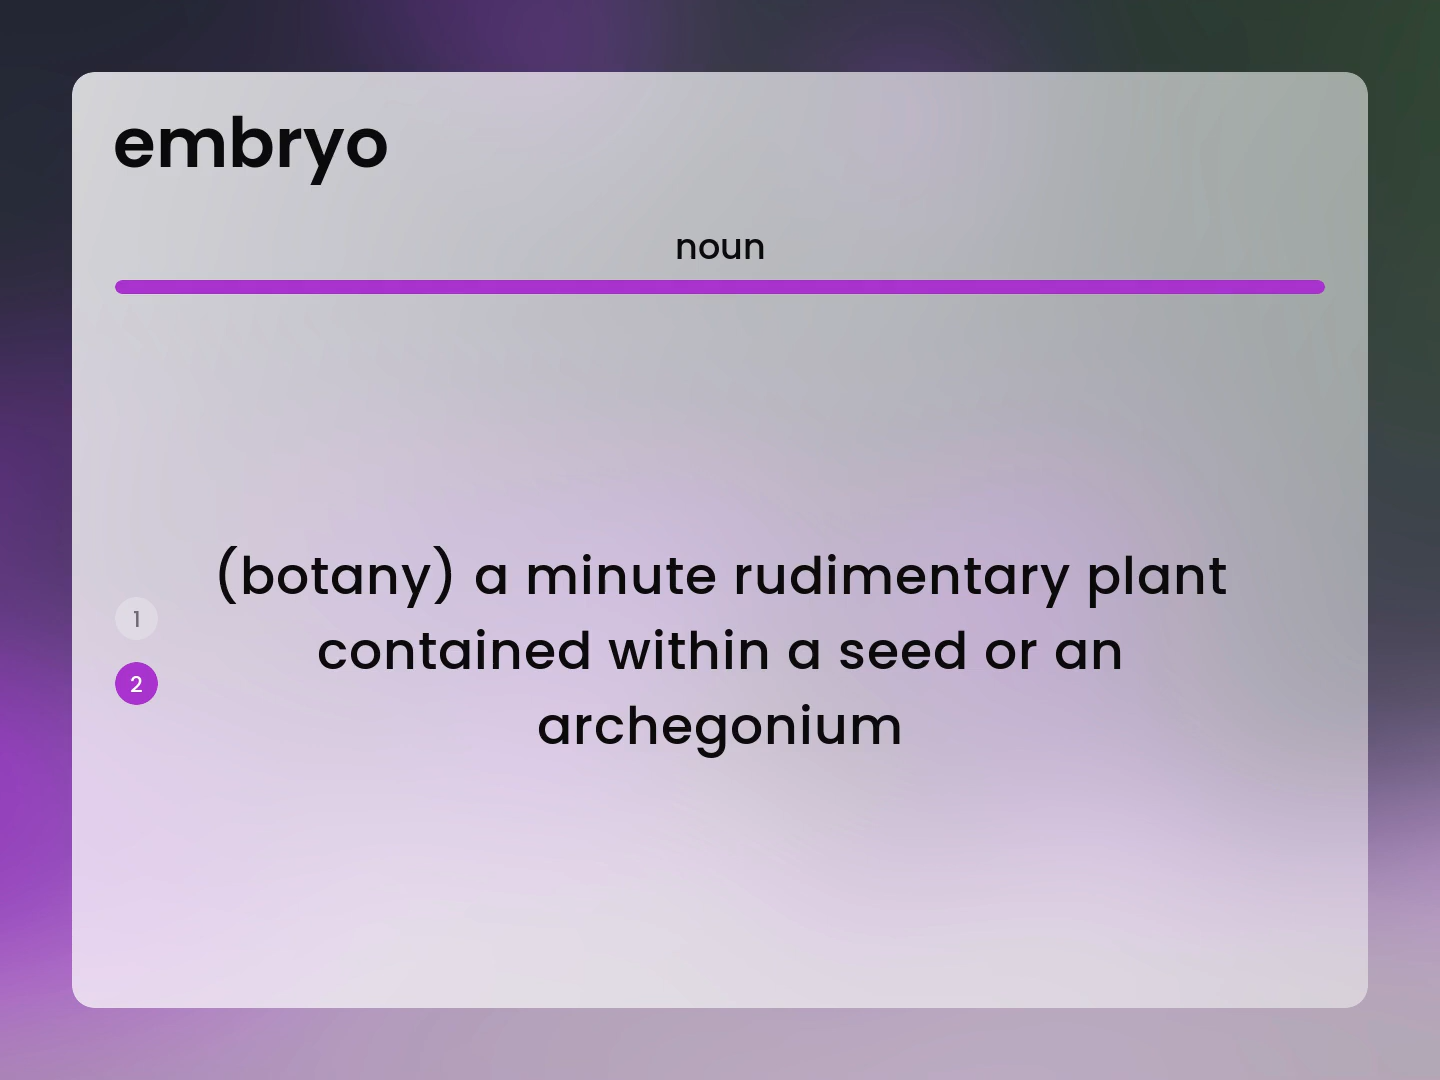 embryo
noun
(botany) a minute rudimentary plant
contained within a seed or an
archegonium
1
2